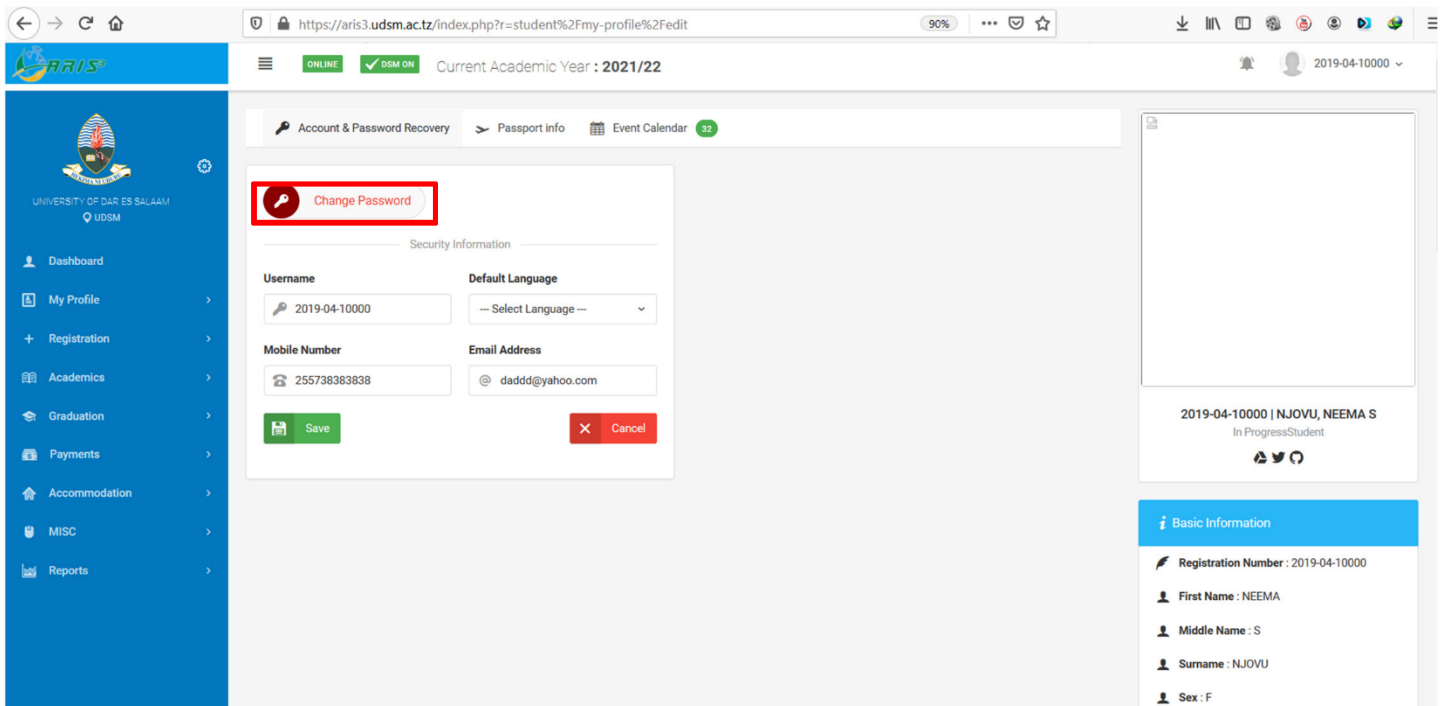 https://aris3.udsm.ac.tz/index.php?r=student%2Fmy-profile%2Fedit
90%
ARIS³
ONLINE
DSM ON
Current Academic Year : 2021/22
2019-04-10000
UNIVERSITY OF DAR ES SALAAM
UDSM
Dashboard
My Profile
Registration
Academics
Graduation
Payments
Accommodation
MISC
Reports
Account & Password Recovery
Passport info
Event Calendar 32
Change Password
Security Information
Username
Default Language
2019-04-10000
--- Select Language ---
Mobile Number
Email Address
255738383838
@ daddd@yahoo.com
Save
Cancel
2019-04-10000 | NJOVU, NEEMA S
In ProgressStudent
i Basic Information
Registration Number : 2019-04-10000
First Name : NEEMA
Middle Name : S
Surname : NJOVU
Sex : F